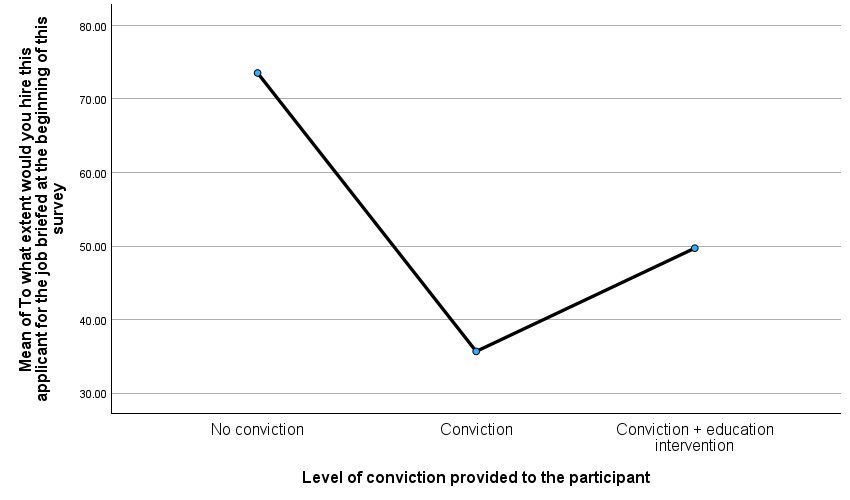 Mean of To what extent would you hire this
applicant for the job briefed at the beginning of this
survey
80.00
70.00
60.00
50.00
40.00
30.00
No conviction
Conviction
Conviction + education
intervention
Level of conviction provided to the participant